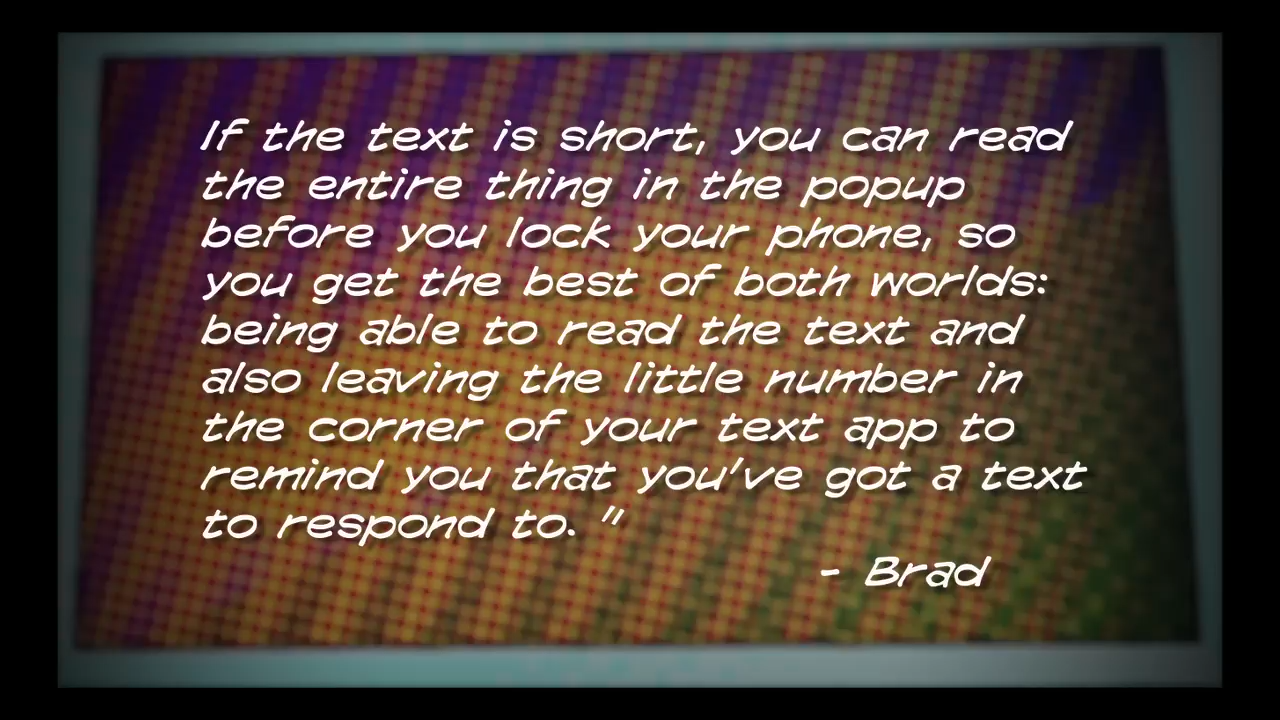 If the text is short, you can read
the entire thing in the popup
before you lock your phone, so
you get the best of both worlds:
being able to read the text and
also leaving the little number in
the corner of your text app to
remind you that you've got a text
to respond to. "
- Brad